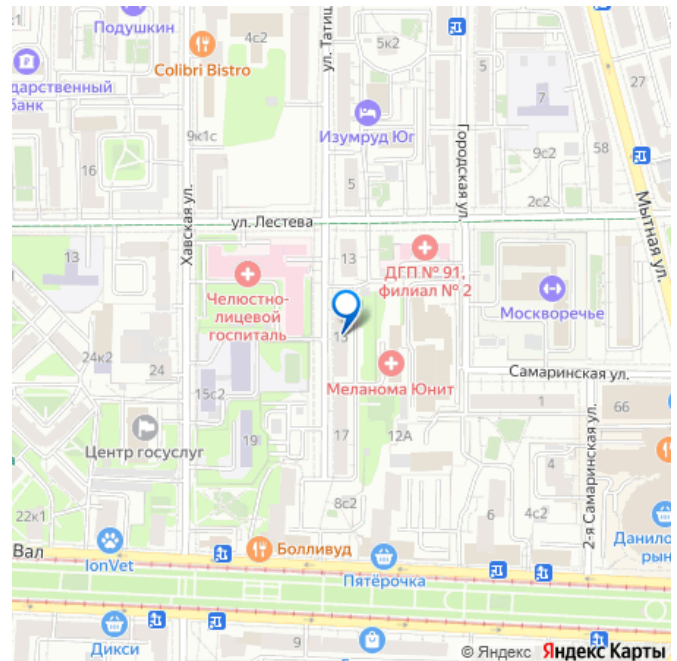 Подушкин
4с2
Colibri Bistro
ул. Татищ
5к2
5
27
дарственный
банк
Изумруд Юг
7
9к1с
16
Городская ул.
9с2
58
5
2с2
Мытная ул.
Хавская ул.
ул. Лестева
13
13
ДГП № 91,
филиал № 2
Челюстно-
лицевой
госпиталь
Москворечье
13
24к2
24
Меланома Юнит
Самаринская ул.
15с2
1
66
Центр госуслуг
19
17
12А
4
2-я Самаринская ул.
22к1
8с2
6
4с2
Данило
рын
Вал
IonVet
Болливуд
Пятёрочка
Дикси
9
© Яндекс Яндекс Карты